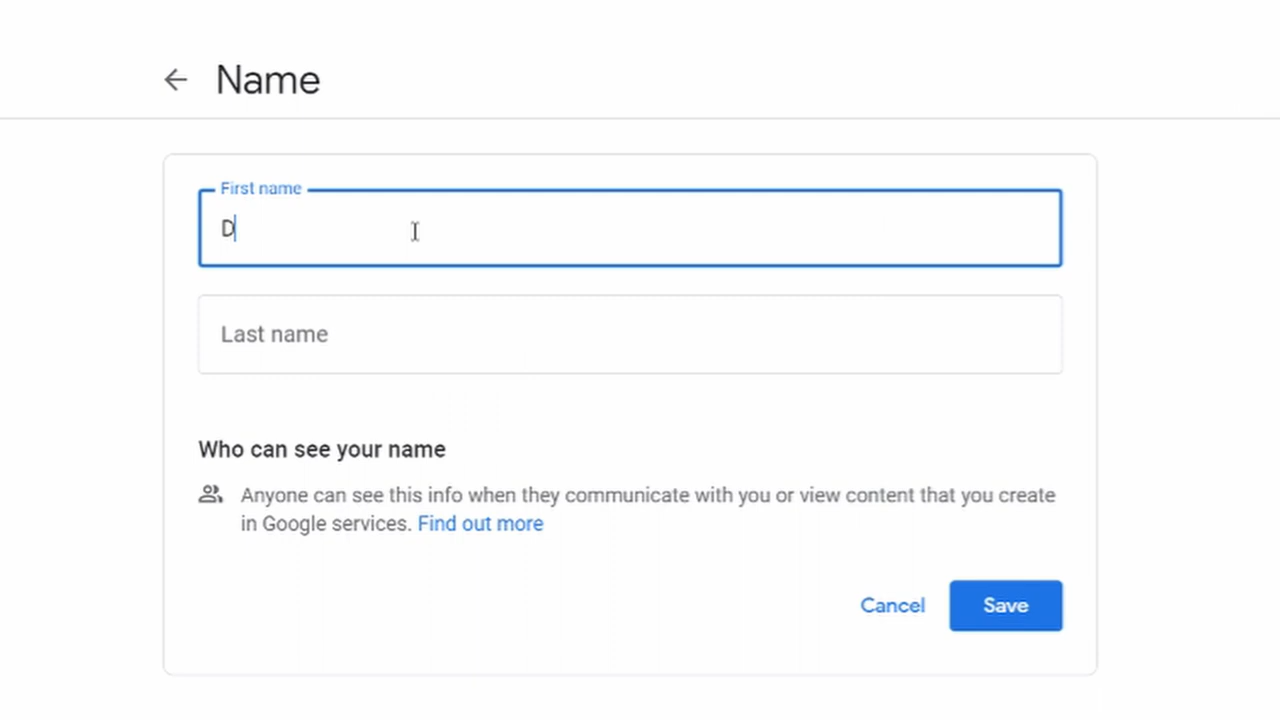 Name
First name
D
Last name
Who can see your name
Anyone can see this info when they communicate with you or view content that you create
in Google services. Find out more
Cancel
Save